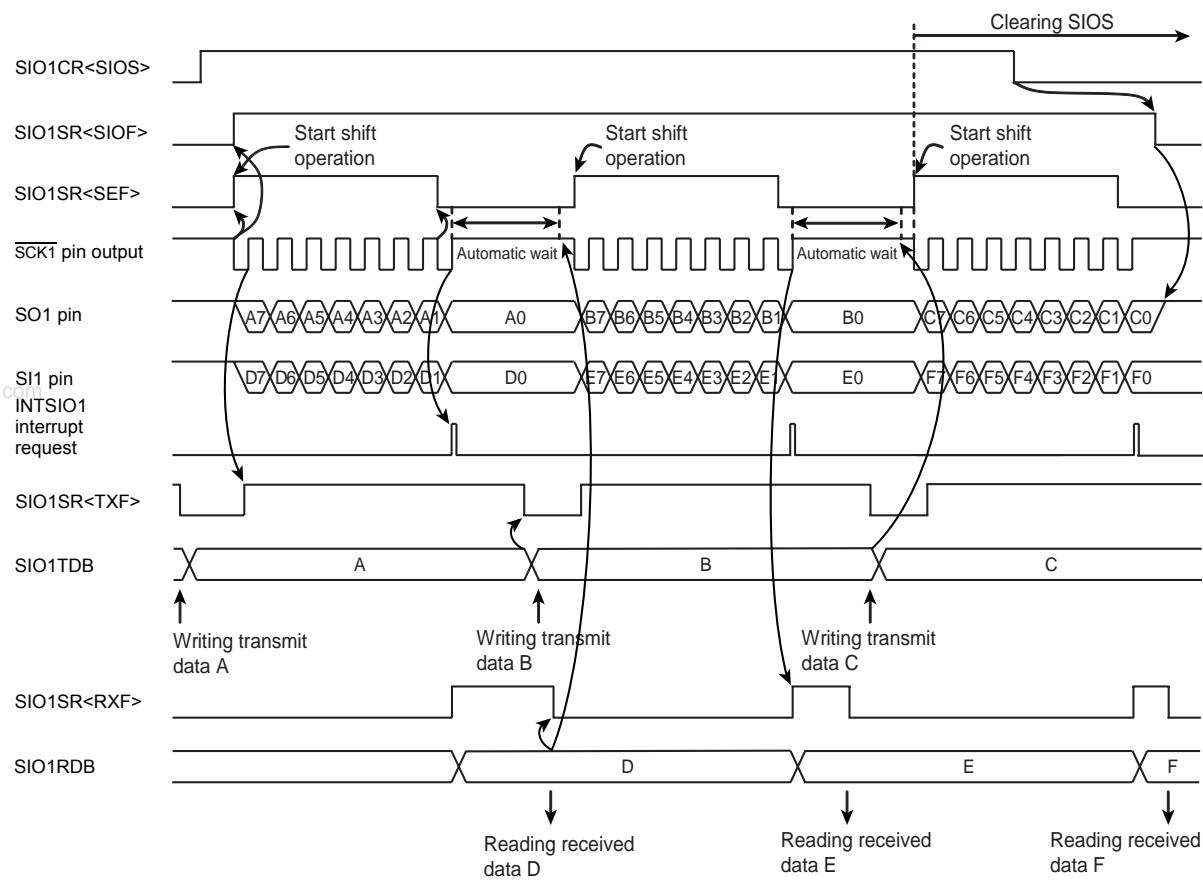 Clearing SIOS
SIO1CR<SIOS>
SIO1SR<SIOF>
Start shift
operation
Start shift
operation
Start shift
operation
SIO1SR<SEF>
SCK1 pin output
Automatic wait
Automatic wait
SO1 pin
A7 A6 A5 A4 A3 A2 A1 A0 B7 B6 B5 B4 B3 B2 B1 B0 C7 C6 C5 C4 C3 C2 C1 C0
SI1 pin
D7 D6 D5 D4 D3 D2 D1 D0 E7 E6 E5 E4 E3 E2 E1 E0 F7 F6 F5 F4 F3 F2 F1 F0
.com
INTSIO1
interrupt
request
SIO1SR<TXF>
SIO1TDB
A B C
Writing transmit
data A
Writing transmit
data B
Writing transmit
data C
SIO1SR<RXF>
SIO1RDB
D E F
Reading received
data D
Reading received
data E
Reading received
data F